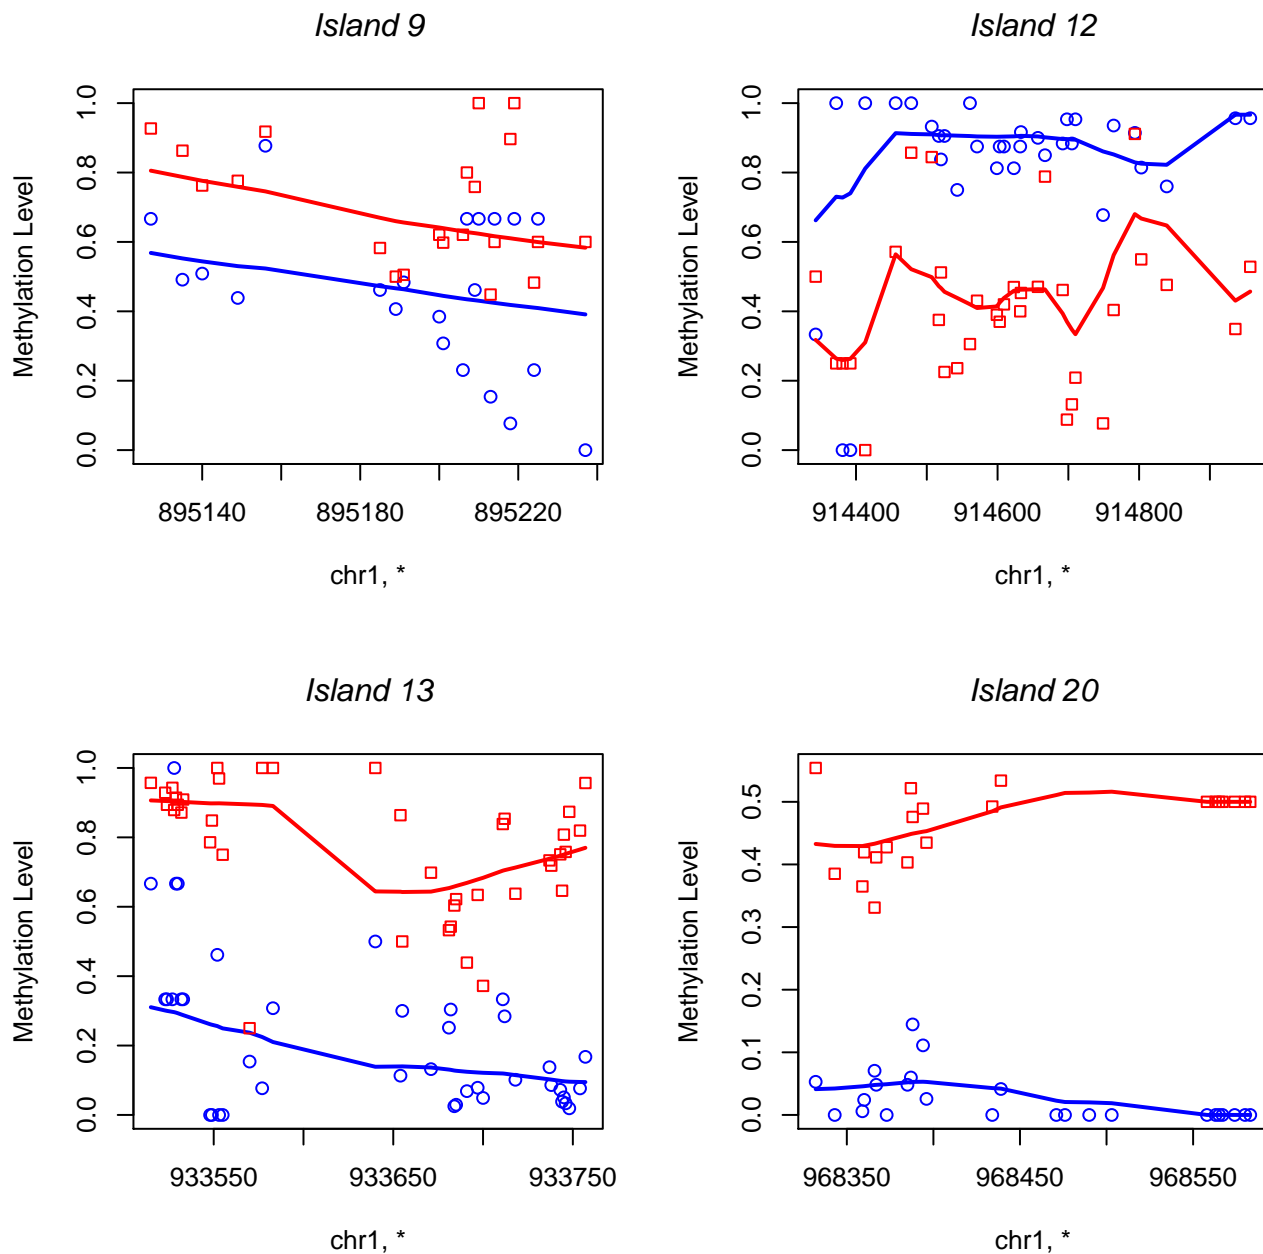 Island 9
Methylation Level
0.0 0.2 0.4 0.6 0.8 1.0
895140 895180 895220
chr1, *
Island 12
Methylation Level
0.0 0.2 0.4 0.6 0.8 1.0
914400 914600 914800
chr1, *
Island 13
Methylation Level
0.0 0.2 0.4 0.6 0.8 1.0
933550 933650 933750
chr1, *
Island 20
Methylation Level
0.0 0.1 0.2 0.3 0.4 0.5
968350 968450 968550
chr1, *